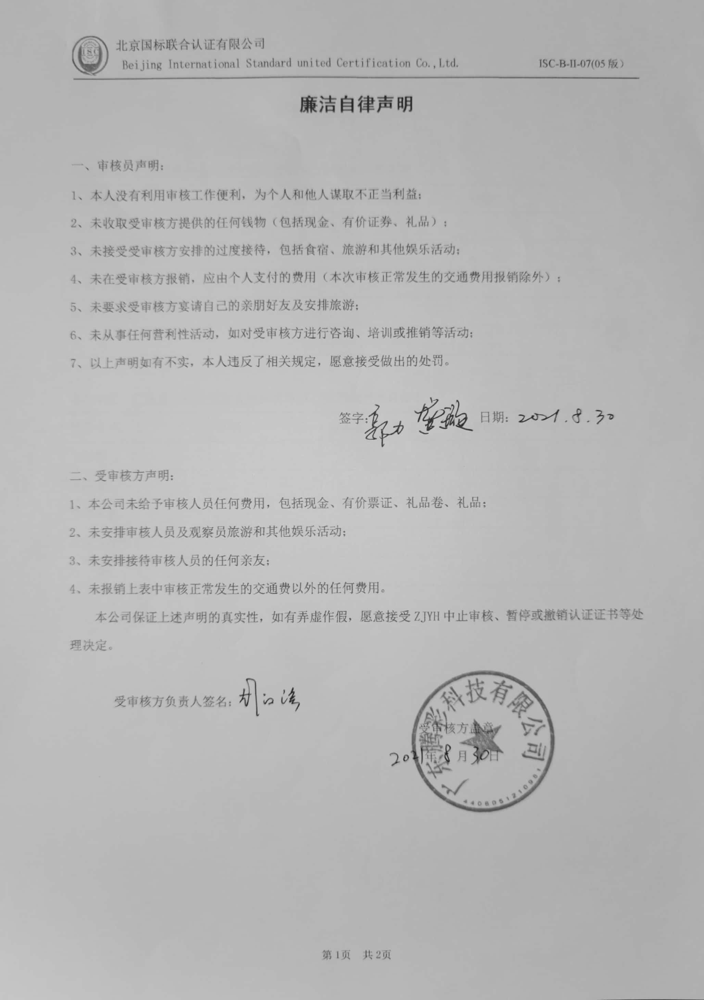 ISC
北京国标联合认证有限公司
Beijing International Standard united Certification Co.,Ltd.
ISC-B-II-07(05 版）
廉洁自律声明
一、审核员声明：
1、本人没有利用审核工作便利，为个人和他人谋取不正当利益；
2、未收取受审核方提供的任何钱物（包括现金、有价证券、礼品）；
3、未接受受审核方安排的过度接待，包括食宿、旅游和其他娱乐活动；
4、未在受审核方报销，应由个人支付的费用（本次审核正常发生的交通费用报销除外）；
5、未要求受审核方宴请自己的亲朋好友及安排旅游；
6、未从事任何营利性活动，如对受审核方进行咨询、培训或推销等活动；
7、以上声明如有不实，本人违反了相关规定，愿意接受做出的处罚。
签字：郭力 日期：2021.8.30
二、受审核方声明：
1、本公司未给予审核人员任何费用，包括现金、有价票证、礼品卷、礼品；
2、未安排审核人员及观察员旅游和其他娱乐活动；
3、未安排接待审核人员的任何亲友；
4、未报销上表中审核正常发生的交通费以外的任何费用。
本公司保证上述声明的真实性，如有弄虚作假，愿意接受 ZJYH 中止审核、暂停或撤销认证证书等处
理决定。
受审核方负责人签名：
广东腾彩科技有限公司
受审核方盖章
2021年 8 月 30日
4406051210961
第 1页 共 2页